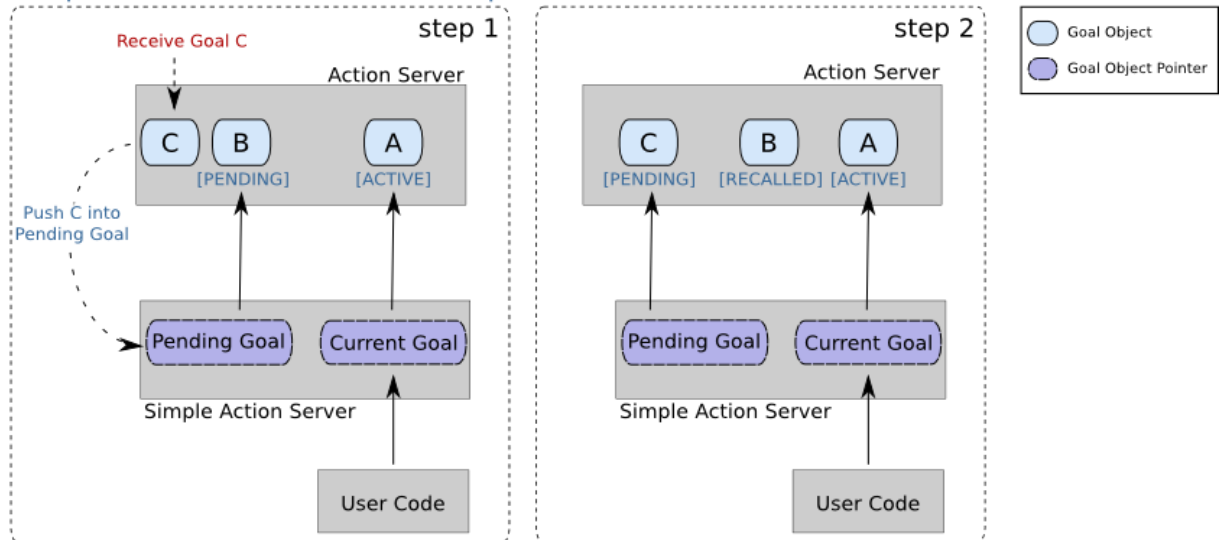 step 1
Receive Goal C
Action Server
C
B
A
[PENDING]
[ACTIVE]
Push C into
Pending Goal
Pending Goal
Current Goal
Simple Action Server
User Code
step 2
Action Server
C
B
A
[PENDING]
[RECALLED]
[ACTIVE]
Pending Goal
Current Goal
Simple Action Server
User Code
Goal Object
Goal Object Pointer